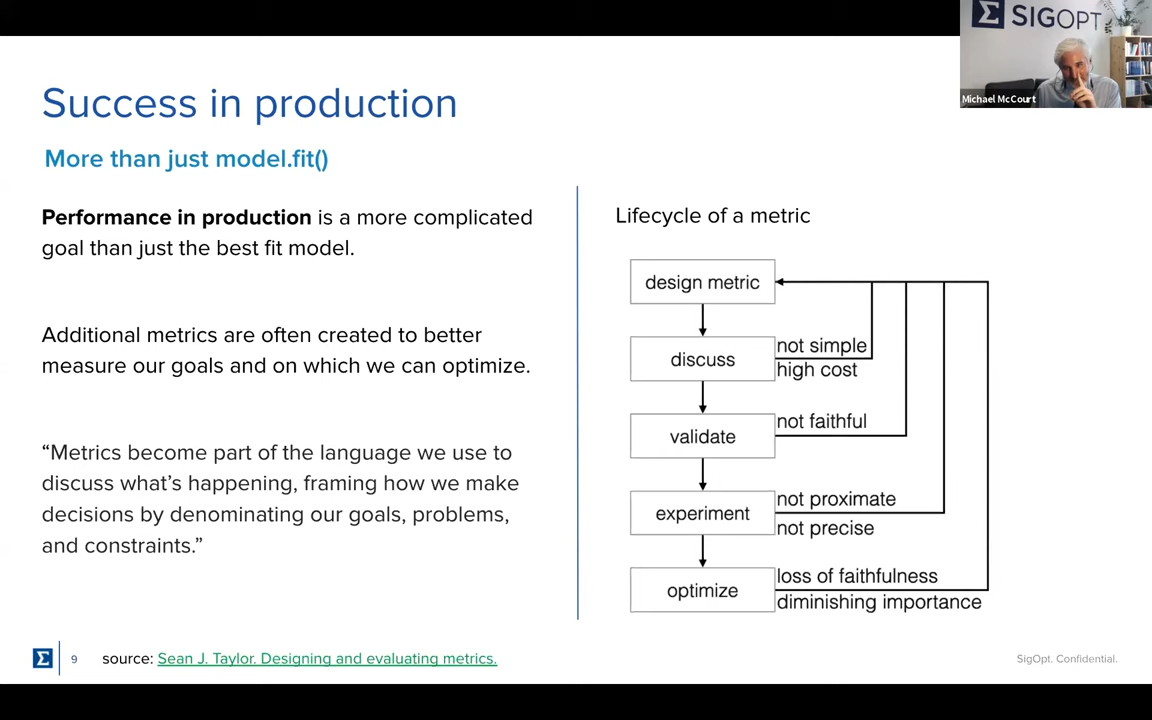 SIGOPT
Michael McCourt
Success in production
More than just model.fit()
Performance in production is a more complicated
goal than just the best fit model.
Additional metrics are often created to better
measure our goals and on which we can optimize.
“Metrics become part of the language we use to
discuss what’s happening, framing how we make
decisions by denominating our goals, problems,
and constraints.”
Lifecycle of a metric
design metric
discuss
not simple
high cost
validate
not faithful
experiment
not proximate
not precise
optimize
loss of faithfulness
diminishing importance
9
source: Sean J. Taylor. Designing and evaluating metrics.
SigOpt. Confidential.